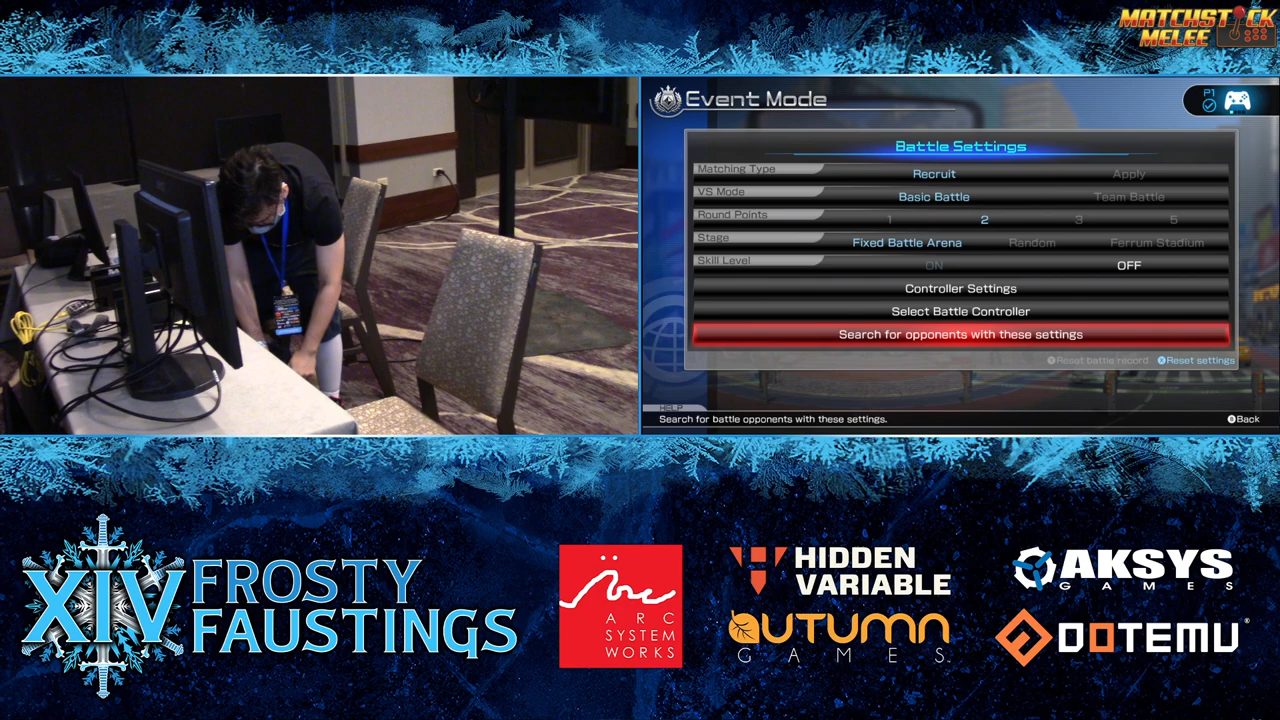 MATCHSTICK
MELEE
Event Mode
P1
Battle Settings
Matching Type
Recruit
Apply
VS Mode
Basic Battle
Team Battle
Round Points
1
2
3
5
Stage
Fixed Battle Arena
Random
Ferrum Stadium
Skill Level
ON
OFF
Controller Settings
Select Battle Controller
Search for opponents with these settings
Reset battle record
Reset settings
HELP
Search for battle opponents with these settings.
Back
XIV
FROSTY
FAUSTINGS
ARC
SYSTEM
WORKS
HIDDEN
VARIABLE
AUTUMN
GAMES
AKSYS
GAMES
DOTEMU